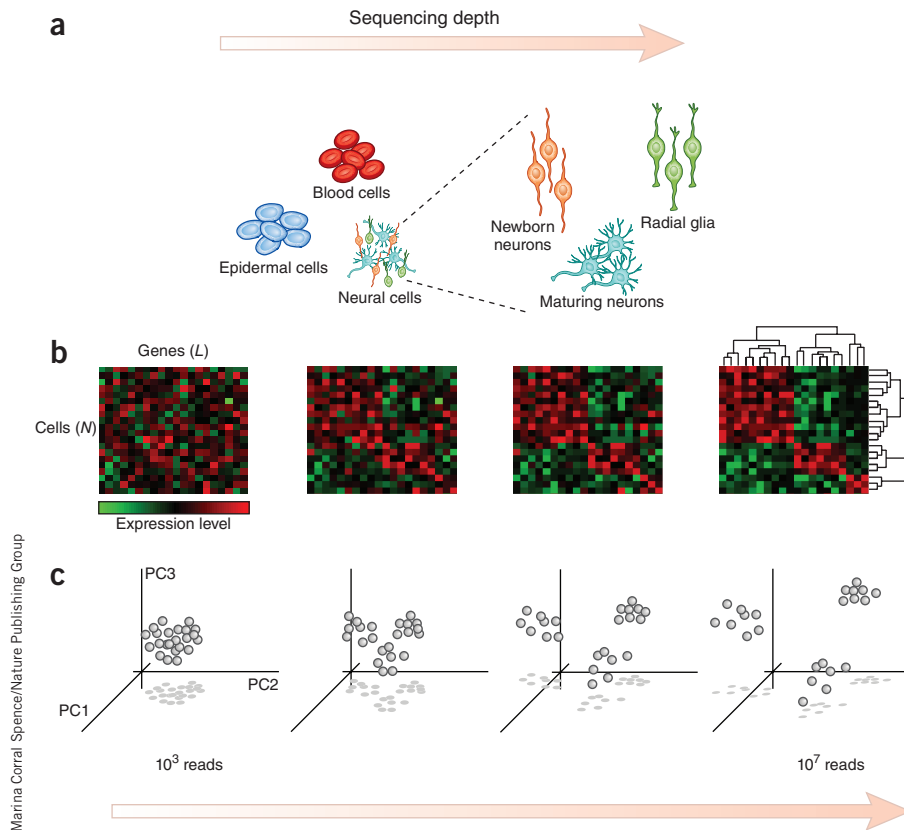 a
Sequencing depth
Blood cells
Epidermal cells
Neural cells
Newborn
neurons
Radial glia
Maturing neurons
b
Genes (L)
Cells (N)
Expression level
c
PC3
PC2
PC1
10³ reads
10⁷ reads
Marina Corral Spence/Nature Publishing Group